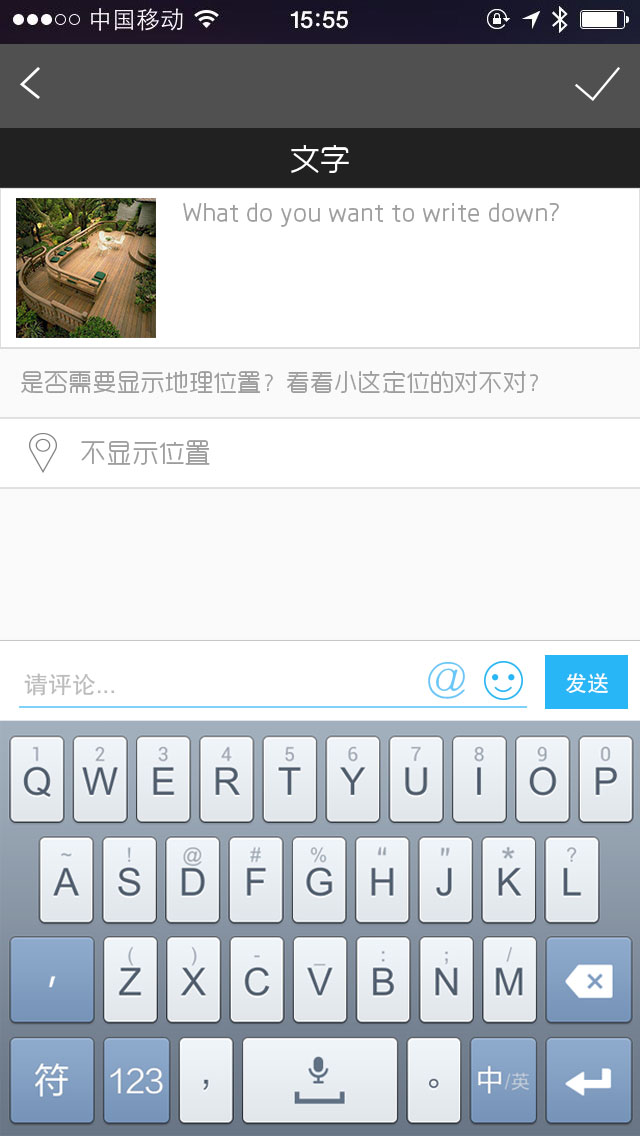 中国移动 15:55
文字
What do you want to write down?
是否需要显示地理位置？看看小这定位的对不对？
不显示位置
请评论...
@
发送
1 2 3 4 5 6 7 8 9 0
Q W E R T Y U I O P
~ ! @ # % “ " * ?
A S D F G H J K L
( ) - _ : ; /
， Z X C V B N M
符 123 ， 。 中/英